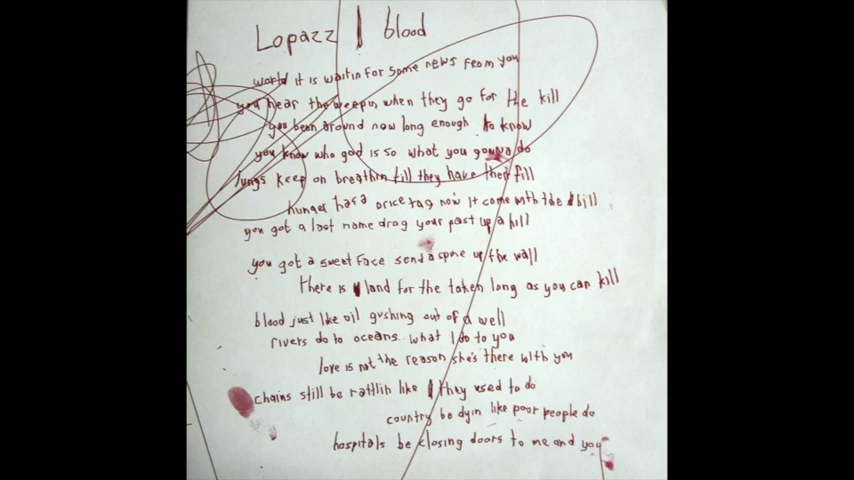 Lopazz blood
world it is waitin for some news from you
you hear the weepin when they go for the kill
you been around now long enough to know
you know who god is so what you gonna do
lungs keep on breathin till they have their fill
hunger has a price tag now it come with the bill
you got a last name drag your past up a hill
you got a sweet face send a spine up the wall
there is land for the taken long as you can kill
blood just like oil gushing out of a well
rivers do to oceans what I do to you
love is not the reason she's there with you
chains still be rattlin like they used to do
country be dyin like poor people do
hospitals be closing doors to me and you